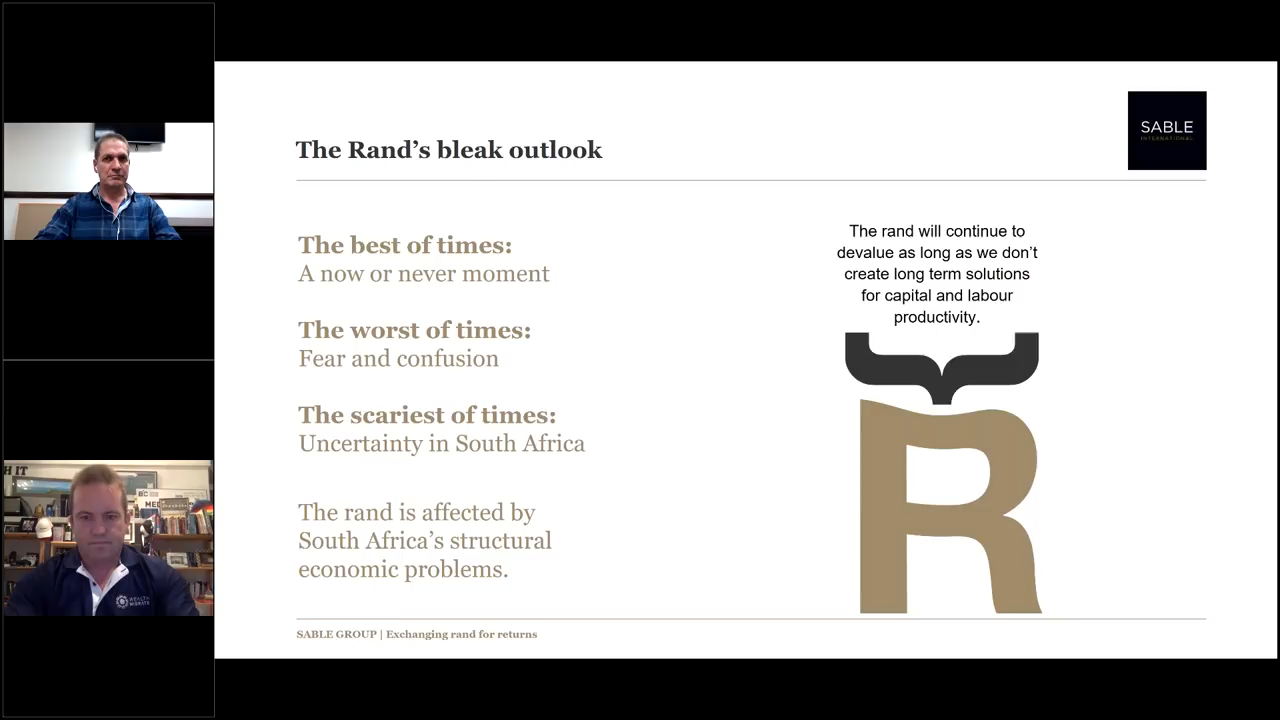 The Rand’s bleak outlook
SABLE
INTERNATIONAL
The best of times:
A now or never moment
The worst of times:
Fear and confusion
The scariest of times:
Uncertainty in South Africa
The rand is affected by
South Africa’s structural
economic problems.
The rand will continue to
devalue as long as we don’t
create long term solutions
for capital and labour
productivity.
R
SABLE GROUP | Exchanging rand for returns
WEALTH
MIGRATE